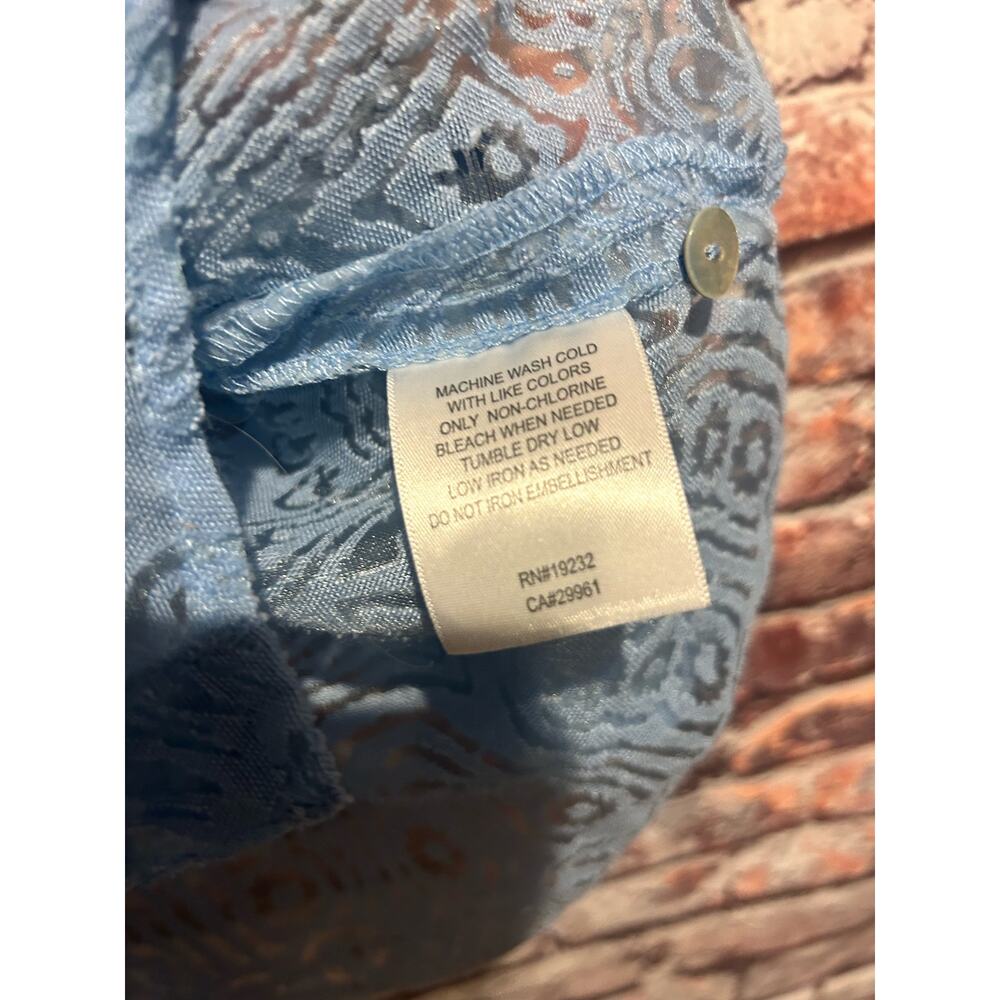 MACHINE WASH COLD
WITH LIKE COLORS
ONLY NON-CHLORINE
BLEACH WHEN NEEDED
TUMBLE DRY LOW
LOW IRON AS NEEDED
DO NOT IRON EMBELLISHMENT
RN#19232
CA#29961